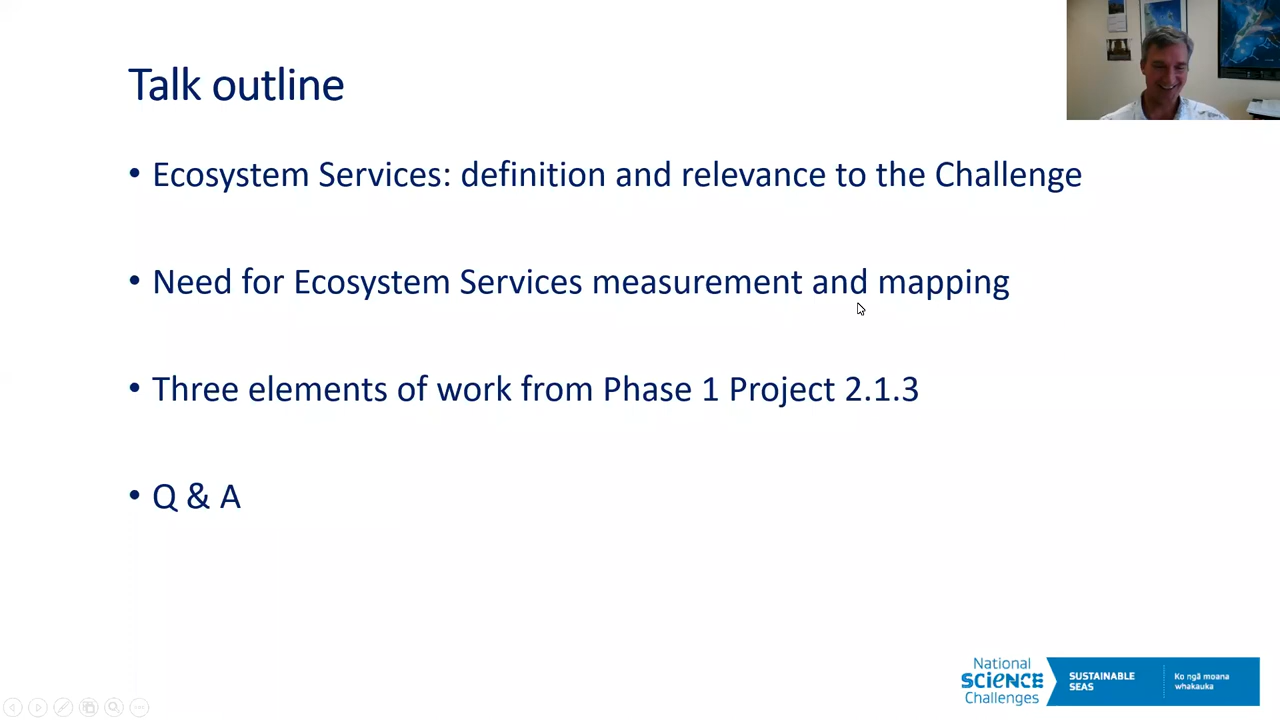 Talk outline
• Ecosystem Services: definition and relevance to the Challenge
• Need for Ecosystem Services measurement and mapping
• Three elements of work from Phase 1 Project 2.1.3
• Q & A
National
SCIENCE
Challenges
SUSTAINABLE
SEAS
Ko ngā moana
whakauka